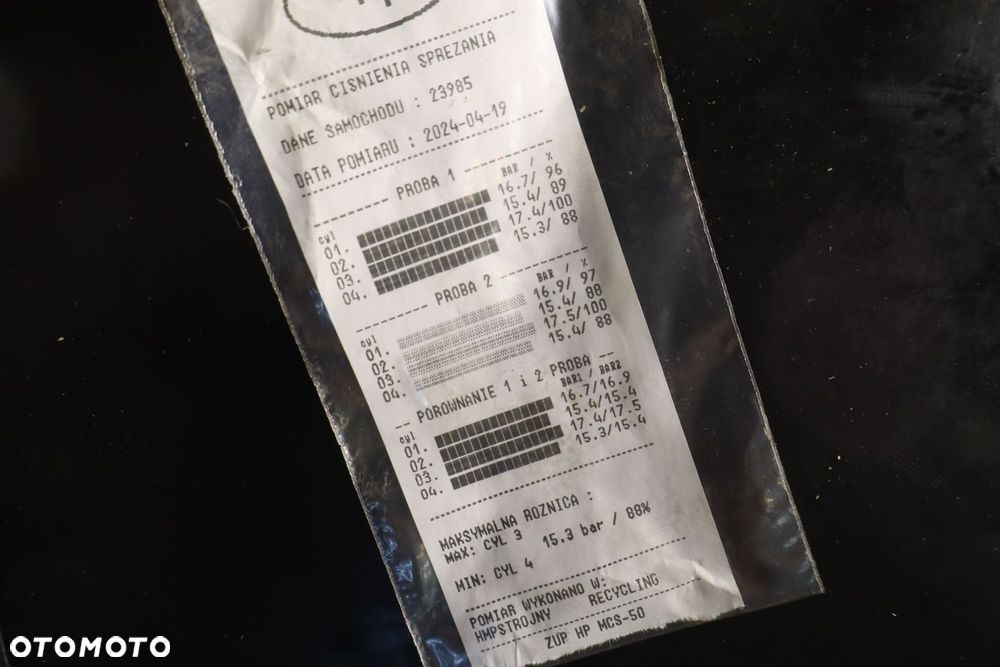 POMIAR CISNIENIA SPREZANIA
DANE SAMOCHODU : 23985
DATA POMIARU : 2024-04-19
PROBA 1
BAR / %
cyl
01. 16.7/ 96
02. 15.4/ 89
03. 17.4/100
04. 15.3/ 88
PROBA 2
BAR / %
cyl
01. 16.9/ 97
02. 15.4/ 88
03. 17.5/100
04. 15.4/ 88
-- POROWNANIE 1 i 2 PROBA --
BAR1 / BAR2
cyl
01. 16.7/16.9
02. 15.4/15.4
03. 17.4/17.5
04. 15.3/15.4
MAKSYMALNA ROZNICA :
MAX: CYL 3
15.3 bar / 88%
MIN: CYL 4
POMIAR WYKONANO W:
HMPSTROJNY RECYCLING
ZUP HP MCS-50
OTOMOTO